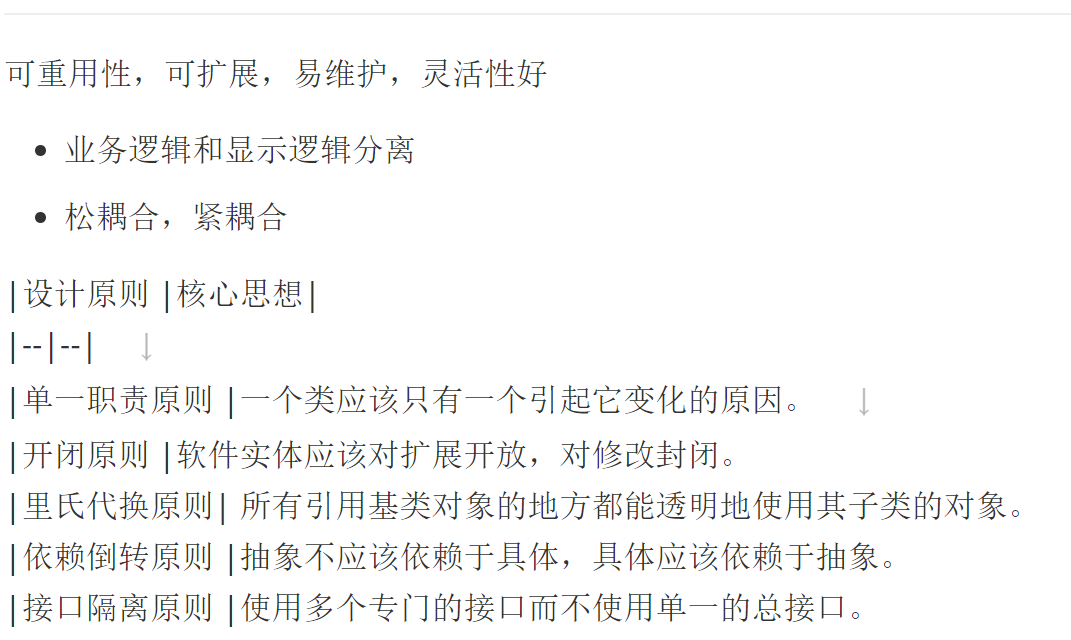 可重用性，可扩展，易维护，灵活性好
• 业务逻辑和显示逻辑分离
• 松耦合，紧耦合
|设计原则 |核心思想|
|--|--| ↓
|单一职责原则 |一个类应该只有一个引起它变化的原因。 ↓
|开闭原则 |软件实体应该对扩展开放，对修改封闭。
|里氏代换原则| 所有引用基类对象的地方都能透明地使用其子类的对象。
|依赖倒转原则 |抽象不应该依赖于具体，具体应该依赖于抽象。
|接口隔离原则 |使用多个专门的接口而不使用单一的总接口。